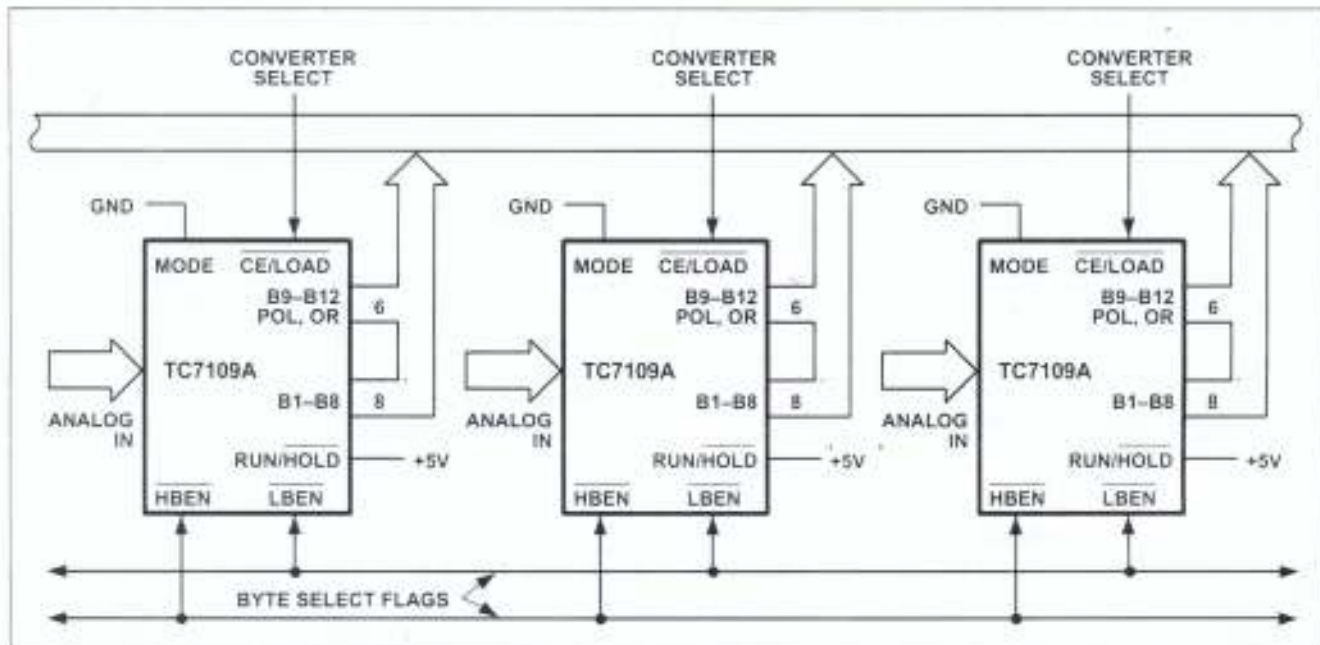 CONVERTER
SELECT
CONVERTER
SELECT
CONVERTER
SELECT
GND
MODE
CE/LOAD
B9–B12
POL, OR
6
TC7109A
B1–B8
8
ANALOG
IN
RUN/HOLD
+5V
HBEN
LBEN
GND
MODE
CE/LOAD
B9–B12
POL, OR
6
TC7109A
B1–B8
8
ANALOG
IN
RUN/HOLD
+5V
HBEN
LBEN
GND
MODE
CE/LOAD
B9–B12
POL, OR
6
TC7109A
B1–B8
8
ANALOG
IN
RUN/HOLD
+5V
HBEN
LBEN
BYTE SELECT FLAGS